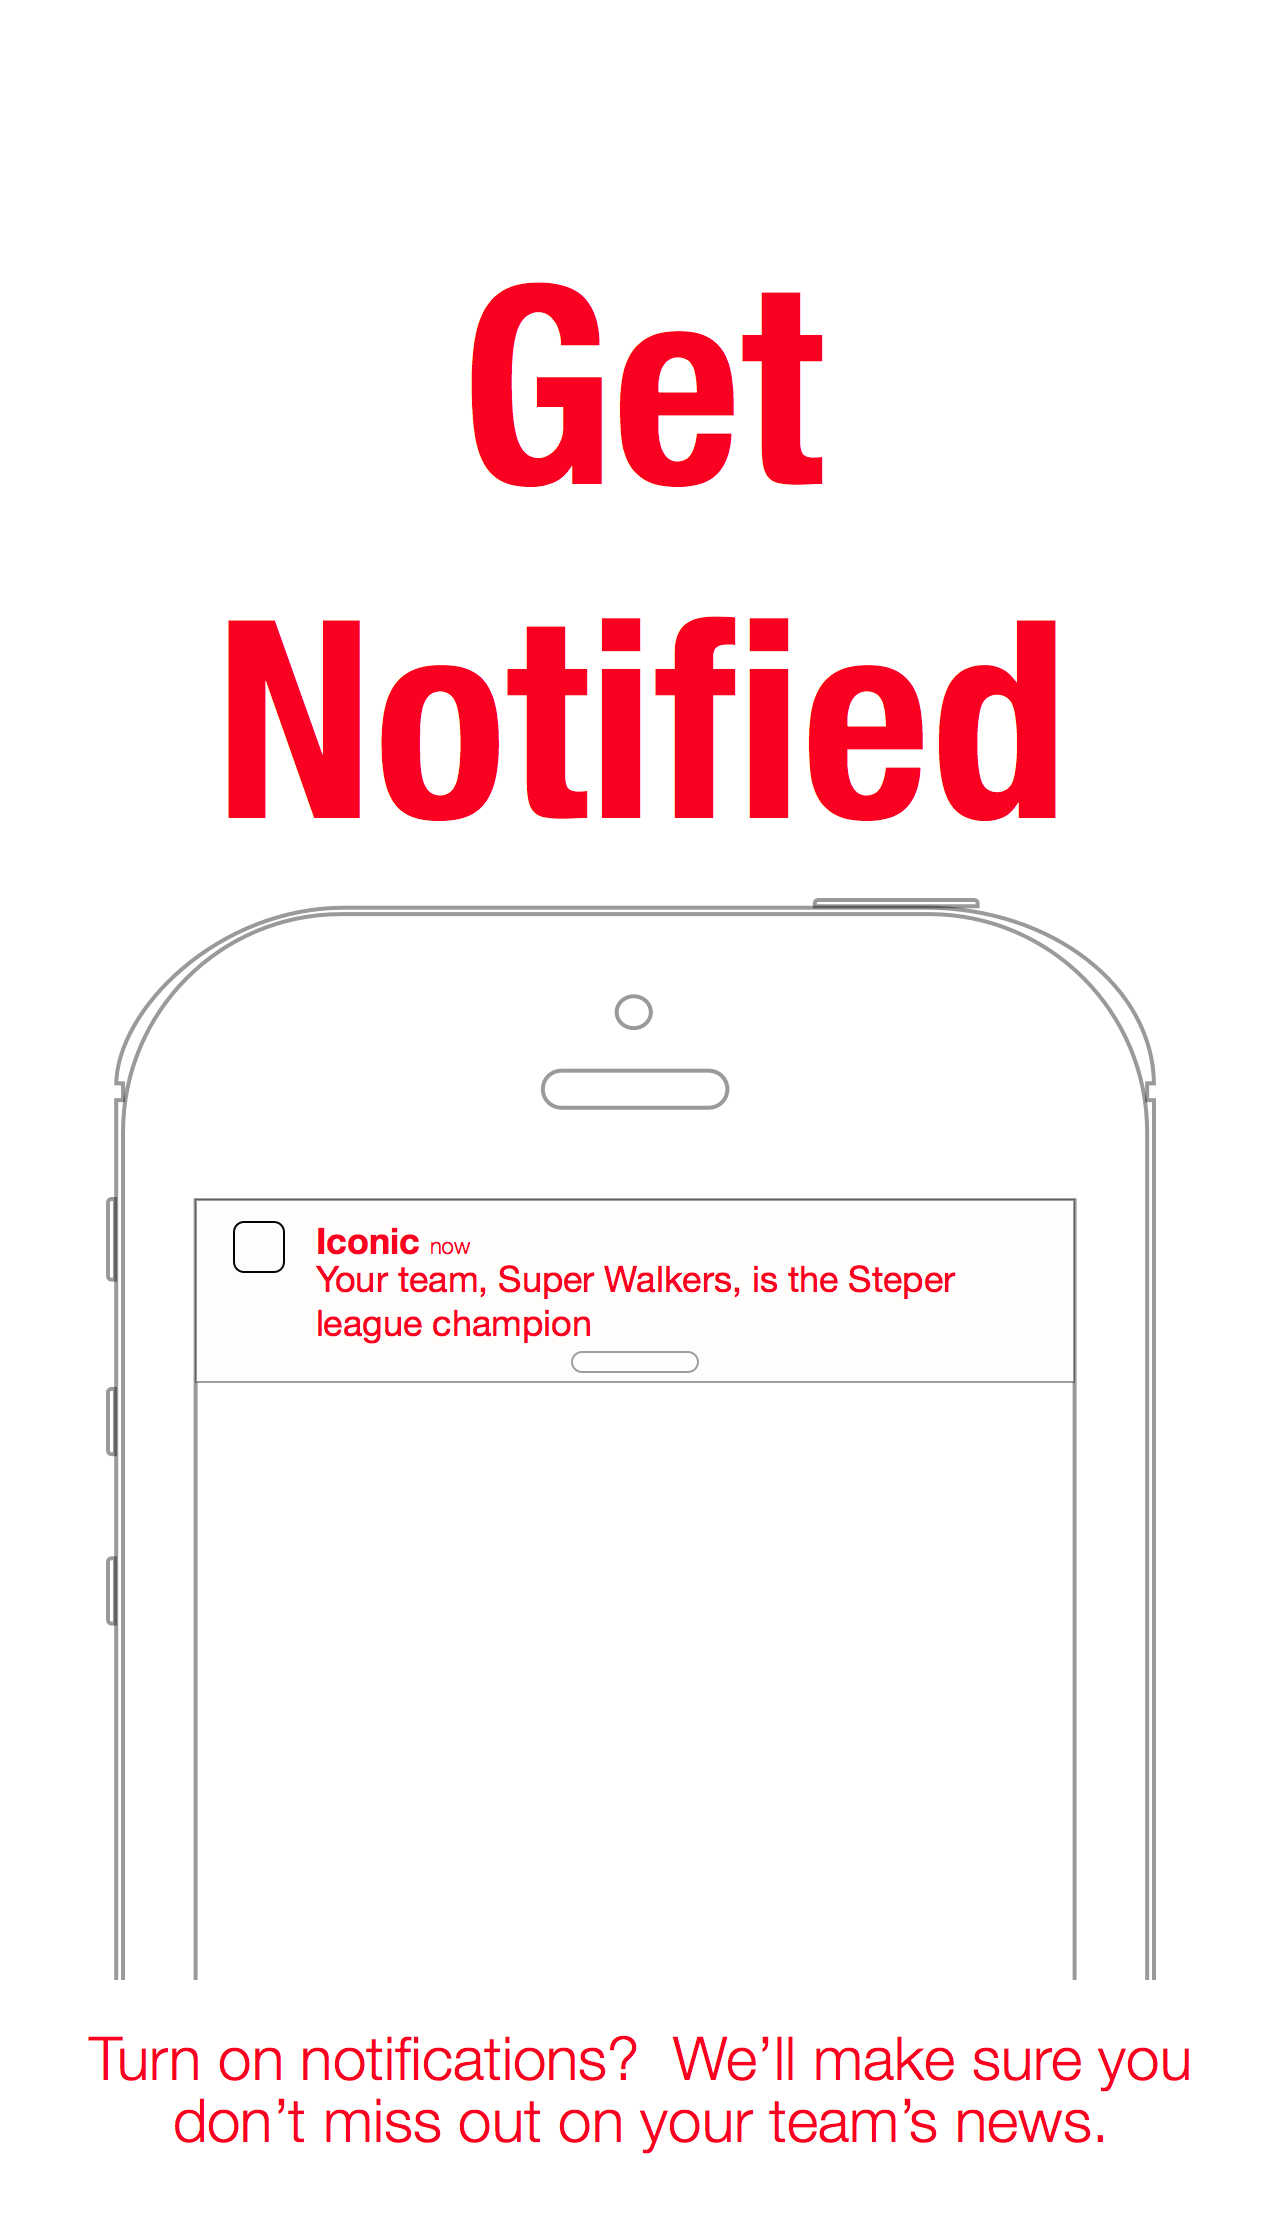 Get
Notified
Iconic now
Your team, Super Walkers, is the Steper
league champion
Turn on notifications?  We’ll make sure you
don’t miss out on your team’s news.